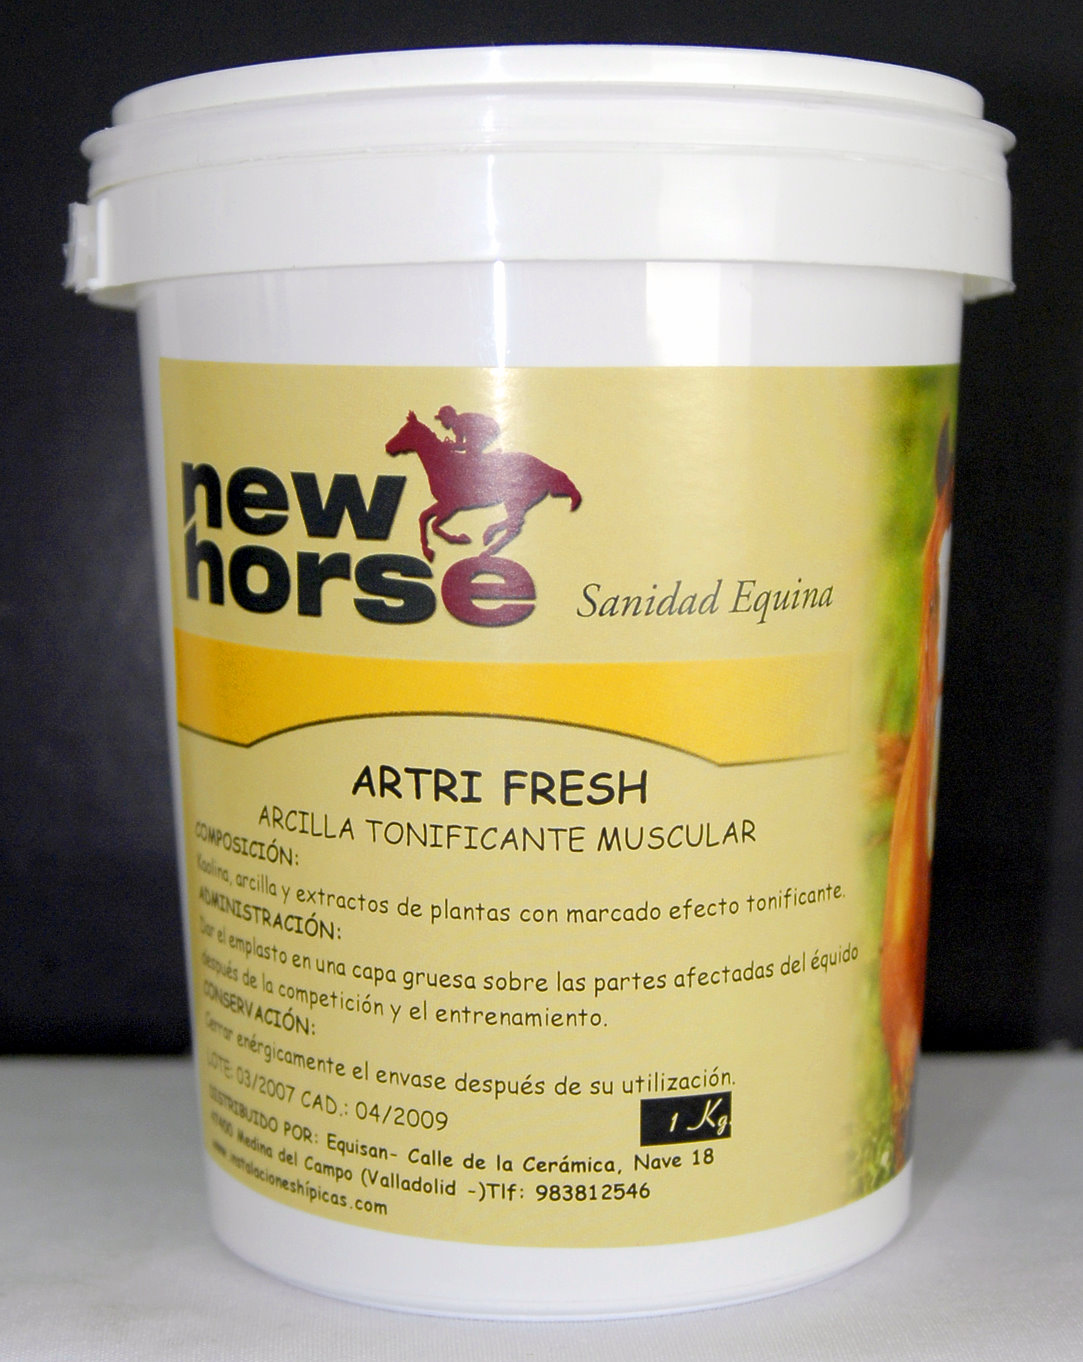 new
horse
Sanidad Equina
ARTRI FRESH
ARCILLA TONIFICANTE MUSCULAR
COMPOSICIÓN:
Kaolina, arcilla y extractos de plantas con marcado efecto tonificante.
ADMINISTRACIÓN:
Dar el emplasto en una capa gruesa sobre las partes afectadas del équido
después de la competición y el entrenamiento.
CONSERVACIÓN:
Cerrar enérgicamente el envase después de su utilización.
LOTE: 03/2007 CAD.: 04/2009
1 Kg.
DISTRIBUIDO POR: Equisan- Calle de la Cerámica, Nave 18
47400 Medina del Campo (Valladolid -)Tlf: 983812546
www.instalacioneshípicas.com